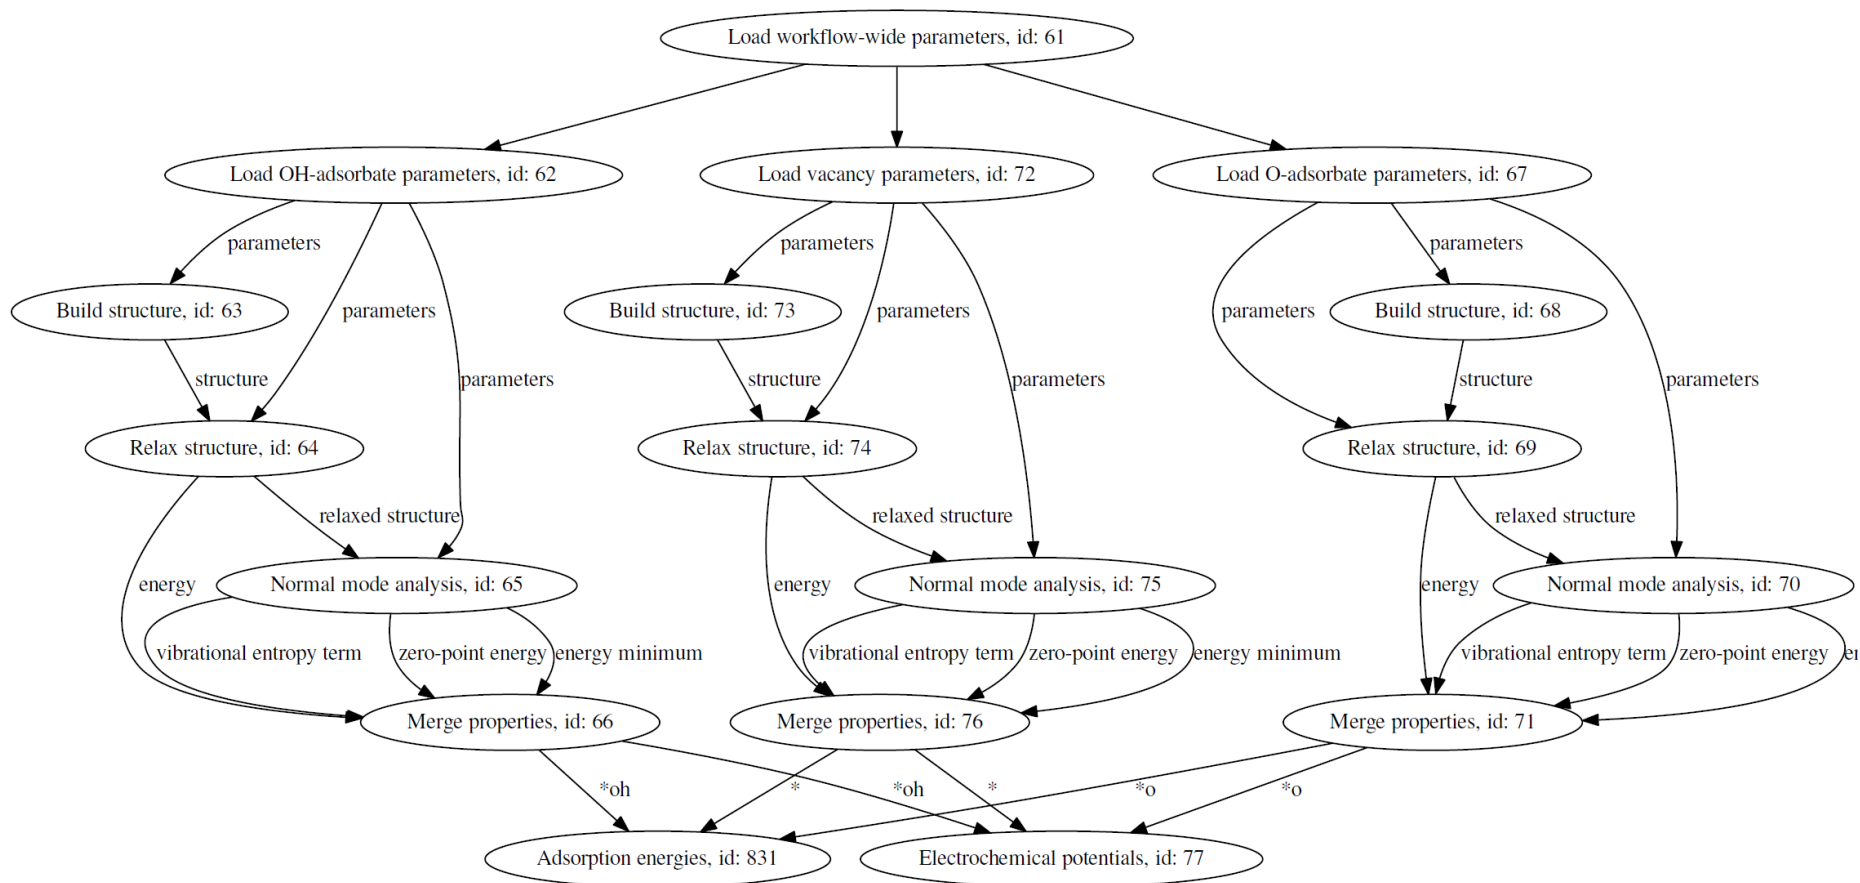 Load workflow-wide parameters, id: 61
Load OH-adsorbate parameters, id: 62
Load vacancy parameters, id: 72
Load O-adsorbate parameters, id: 67
parameters
parameters
parameters
Build structure, id: 63
parameters
Build structure, id: 73
parameters
parameters
Build structure, id: 68
structure
parameters
structure
parameters
structure
parameters
Relax structure, id: 64
Relax structure, id: 74
Relax structure, id: 69
relaxed structure
relaxed structure
relaxed structure
energy
Normal mode analysis, id: 65
energy
Normal mode analysis, id: 75
energy
Normal mode analysis, id: 70
vibrational entropy term
zero-point energy
energy minimum
vibrational entropy term
zero-point energy
energy minimum
vibrational entropy term
zero-point energy
Merge properties, id: 66
Merge properties, id: 76
Merge properties, id: 71
*oh
*
*oh
*
*o
*o
Adsorption energies, id: 831
Electrochemical potentials, id: 77